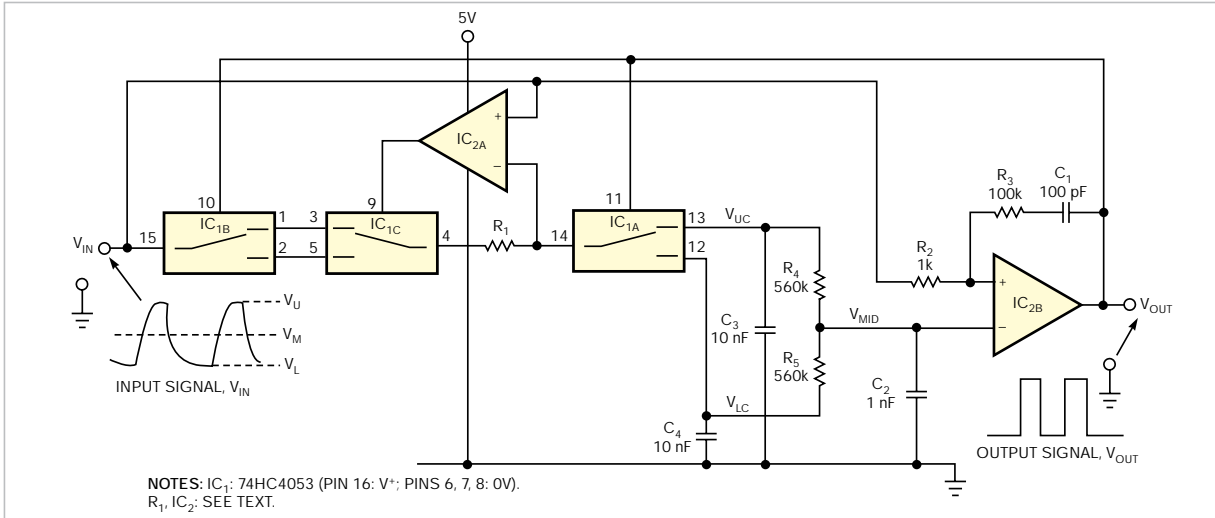 5V
IC2A
+
–
10
9
11
IC1B
1
3
IC1C
R1
IC1A
13
VUC
VIN
15
2
5
4
14
12
R3
100k
C1
100 pF
R2
1k
R4
560k
+
IC2B
–
VOUT
VMID
C3
10 nF
R5
560k
C2
1 nF
VU
VM
VL
INPUT SIGNAL, VIN
VLC
C4
10 nF
OUTPUT SIGNAL, VOUT
NOTES: IC1: 74HC4053 (PIN 16: V+; PINS 6, 7, 8: 0V).
R1, IC2: SEE TEXT.